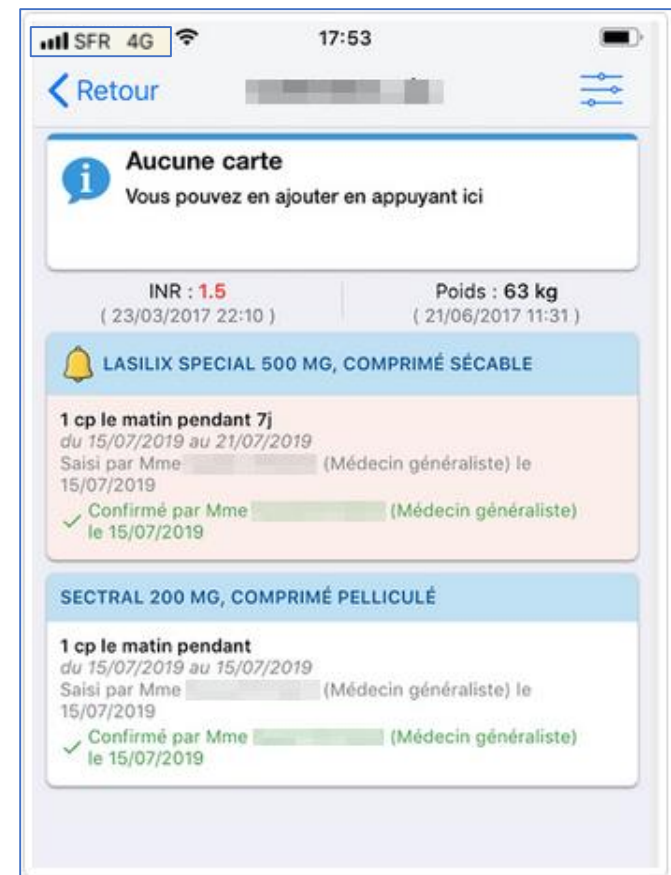 SFR 4G 17:53
Retour
Aucune carte
Vous pouvez en ajouter en appuyant ici
INR : 1.5 Poids : 63 kg
( 23/03/2017 22:10 ) ( 21/06/2017 11:31 )
LASILIX SPECIAL 500 MG, COMPRIMÉ SÉCABLE
1 cp le matin pendant 7j
du 15/07/2019 au 21/07/2019
Saisi par Mme (Médecin généraliste) le
15/07/2019
Confirmé par Mme (Médecin généraliste)
le 15/07/2019
SECTRAL 200 MG, COMPRIMÉ PELLICULÉ
1 cp le matin pendant
du 15/07/2019 au 15/07/2019
Saisi par Mme (Médecin généraliste) le
15/07/2019
Confirmé par Mme (Médecin généraliste)
le 15/07/2019